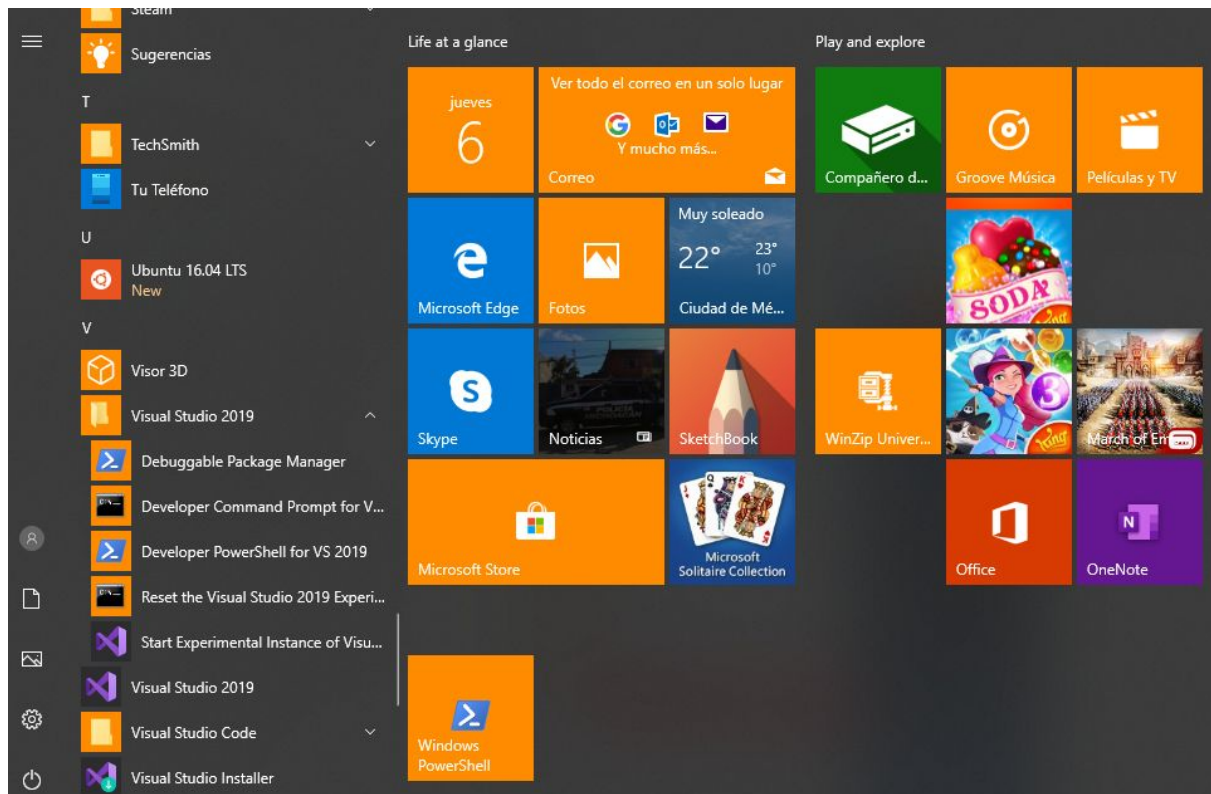 Steam
Sugerencias
T
TechSmith
Tu Teléfono
U
Ubuntu 16.04 LTS
New
V
Visor 3D
Visual Studio 2019
Debuggable Package Manager
Developer Command Prompt for V...
Developer PowerShell for VS 2019
Reset the Visual Studio 2019 Experi...
Start Experimental Instance of Visu...
Visual Studio 2019
Visual Studio Code
Visual Studio Installer
Life at a glance
jueves
6
Ver todo el correo en un solo lugar
Y mucho más...
Correo
Microsoft Edge
Fotos
Muy soleado
22° 23°
10°
Ciudad de Mé...
Skype
POLICIA
MICHOACÁN
Noticias
SketchBook
Microsoft Store
Microsoft
Solitaire Collection
Windows
PowerShell
Play and explore
Compañero d...
Groove Música
Películas y TV
SODA
King
WinZip Univer...
3
King
March of Em
Office
N
OneNote